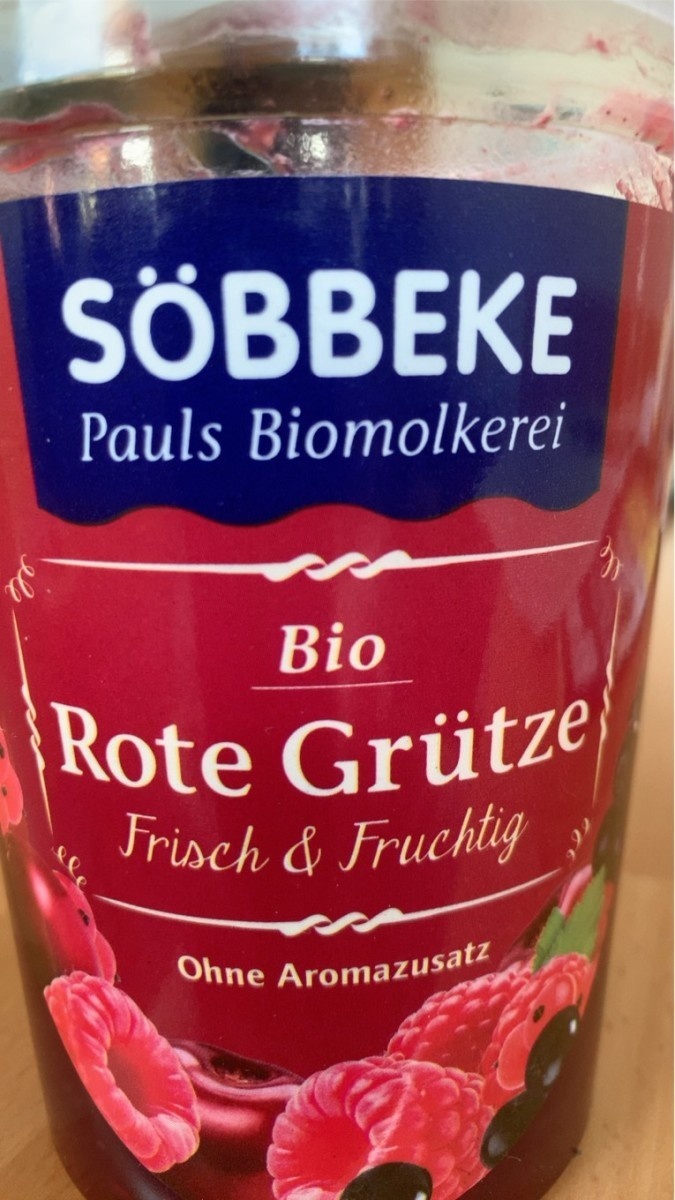 SÖBBEKE
Pauls Biomolkerei
Bio
Rote Grütze
Frisch & Fruchtig
Ohne Aromazusatz